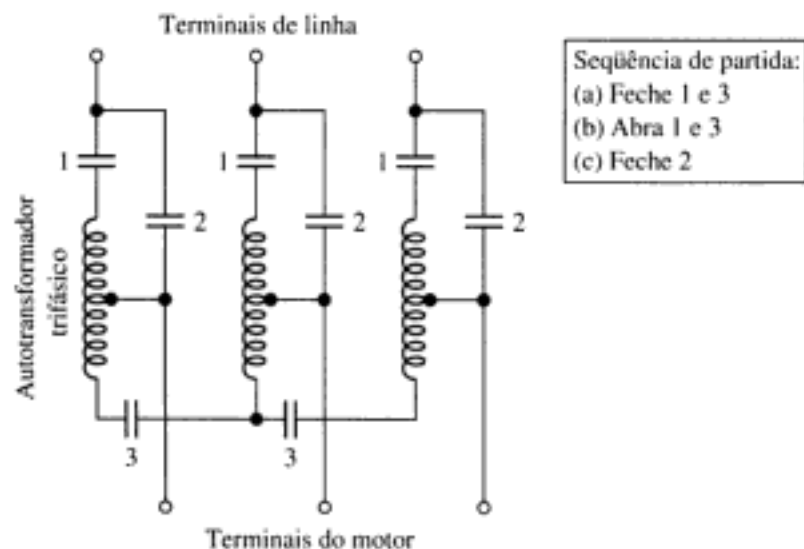 Terminais de linha
Seqüência de partida:
(a) Feche 1 e 3
(b) Abra 1 e 3
(c) Feche 2
1
1
1
2
2
2
Autotransformador
trifásico
3
3
Terminais do motor